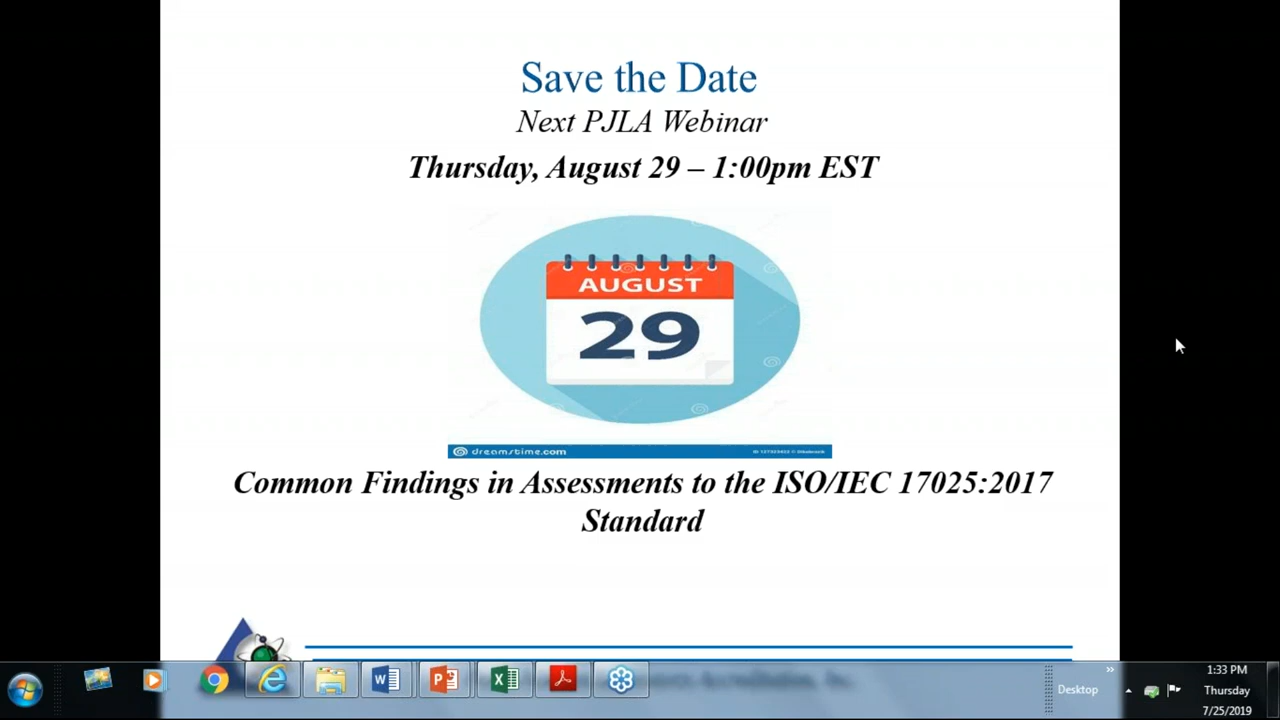 Save the Date
Next PJLA Webinar
Thursday, August 29 – 1:00pm EST
AUGUST
29
dreamstime.com
Common Findings in Assessments to the ISO/IEC 17025:2017
Standard
1:33 PM
Desktop
Thursday
7/25/2019